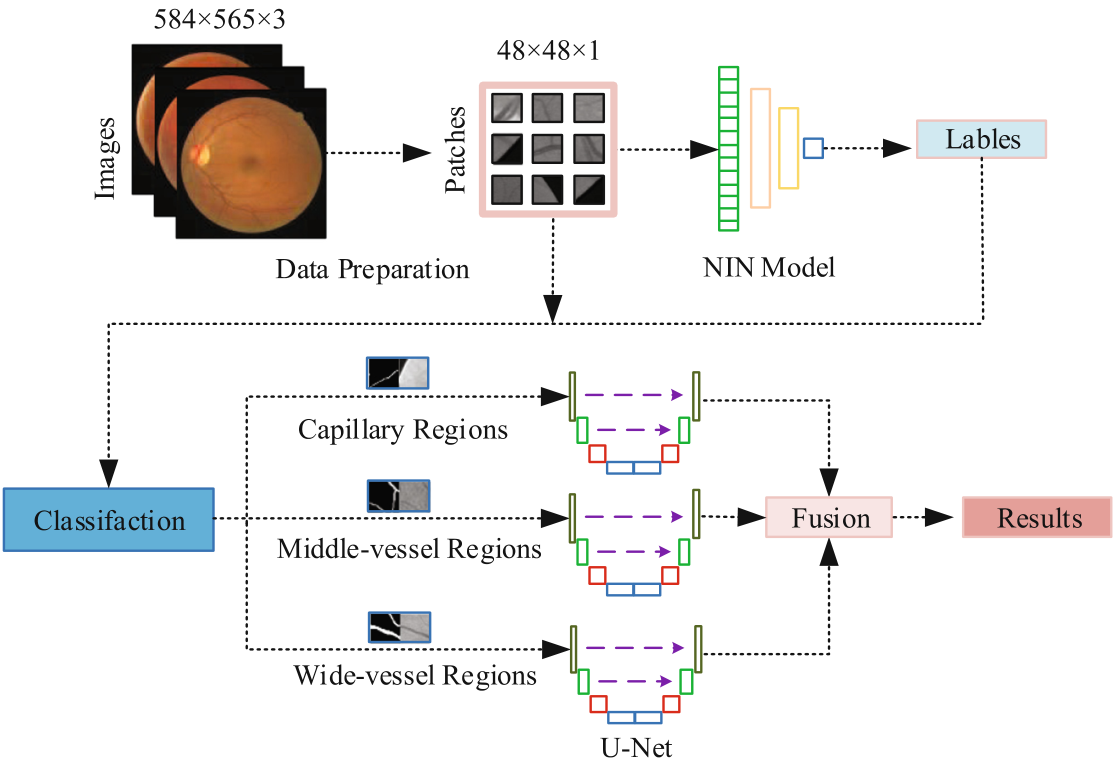 584×565×3
48×48×1
Images
Patches
Lables
Data Preparation
NIN Model
Capillary Regions
Classifaction
Middle-vessel Regions
Fusion
Results
Wide-vessel Regions
U-Net